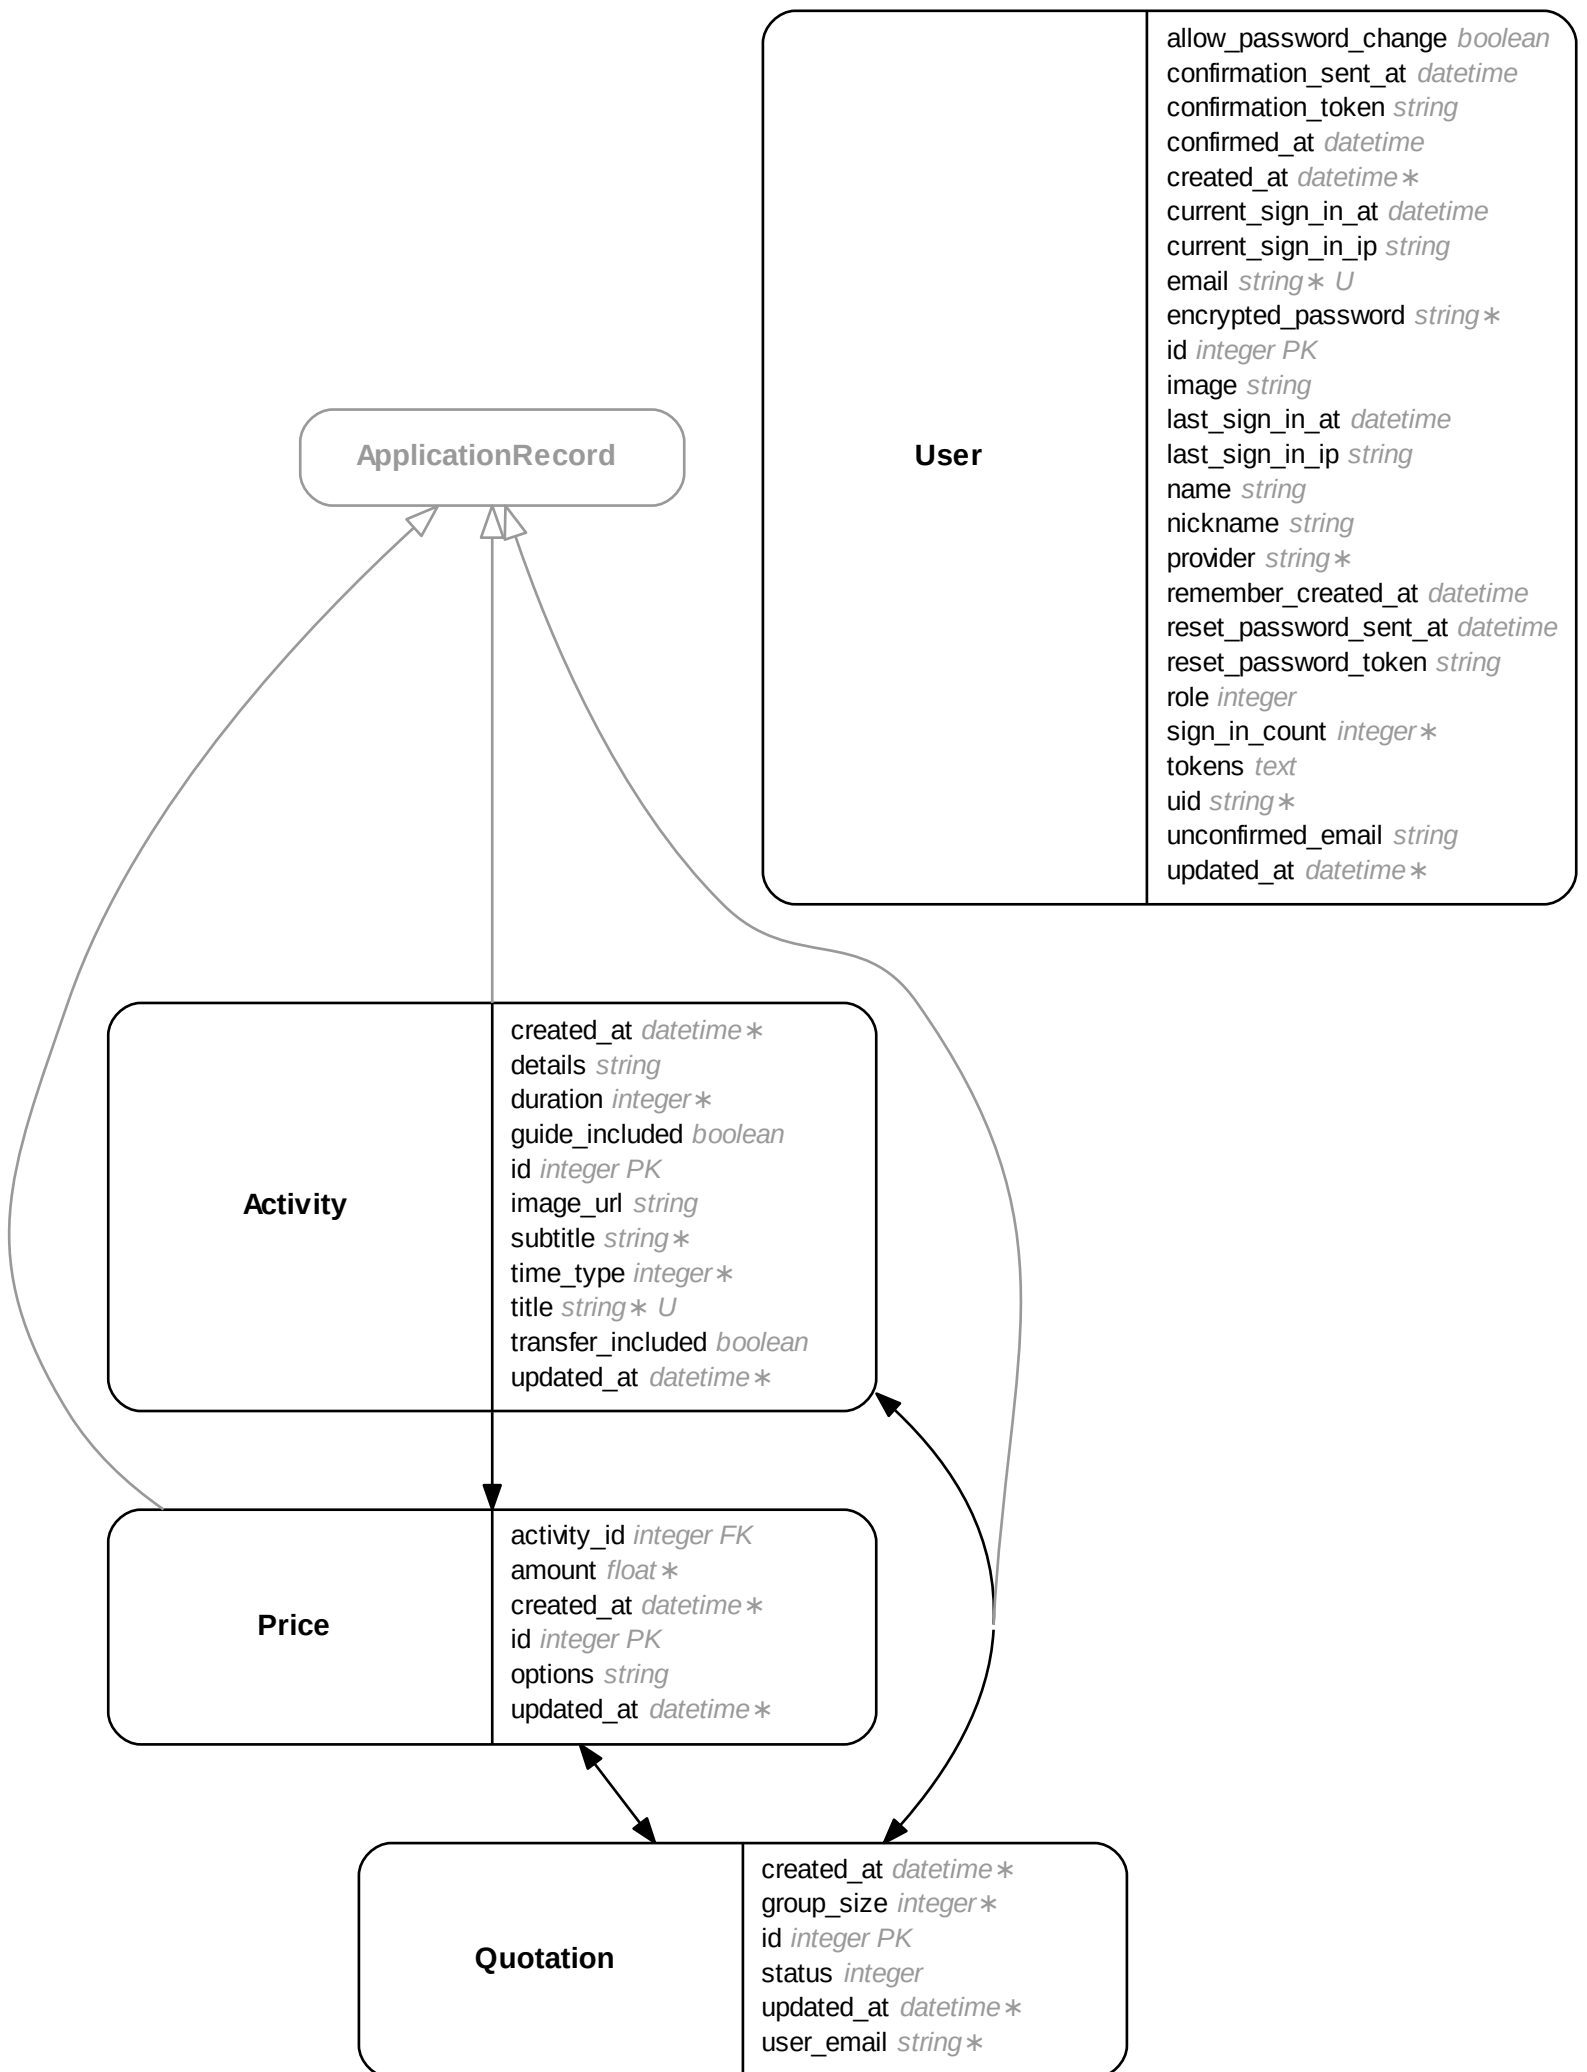 User
allow_password_change boolean
confirmation_sent_at datetime
confirmation_token string
confirmed_at datetime
created_at datetime∗
current_sign_in_at datetime
current_sign_in_ip string
email string∗ U
encrypted_password string∗
id integer PK
image string
last_sign_in_at datetime
last_sign_in_ip string
name string
nickname string
provider string∗
remember_created_at datetime
reset_password_sent_at datetime
reset_password_token string
role integer
sign_in_count integer∗
tokens text
uid string∗
unconfirmed_email string
updated_at datetime∗
ApplicationRecord
Activity
created_at datetime∗
details string
duration integer∗
guide_included boolean
id integer PK
image_url string
subtitle string∗
time_type integer∗
title string∗ U
transfer_included boolean
updated_at datetime∗
Price
activity_id integer FK
amount float∗
created_at datetime∗
id integer PK
options string
updated_at datetime∗
Quotation
created_at datetime∗
group_size integer∗
id integer PK
status integer
updated_at datetime∗
user_email string∗